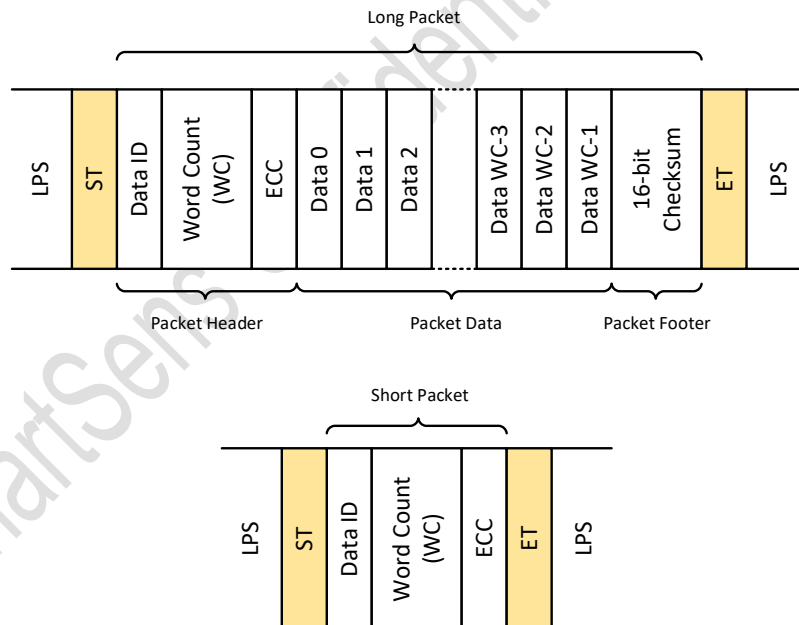 Long Packet
LPS
ST
Data ID
Word Count
(WC)
ECC
Data 0
Data 1
Data 2
Data WC-3
Data WC-2
Data WC-1
16-bit
Checksum
ET
LPS
Packet Header
Packet Data
Packet Footer
Short Packet
LPS
ST
Data ID
Word Count
(WC)
ECC
ET
LPS